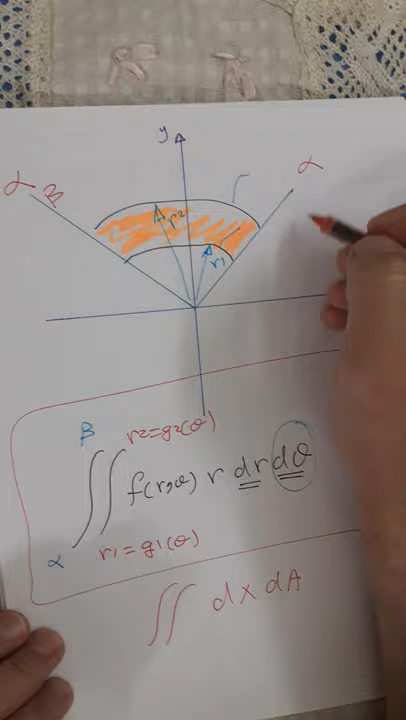 y
α
α B
r2
r1
β
r2=g2(θ)
∬ f(r,θ) r dr dθ
α
r1=g1(θ)
∬ dx dA